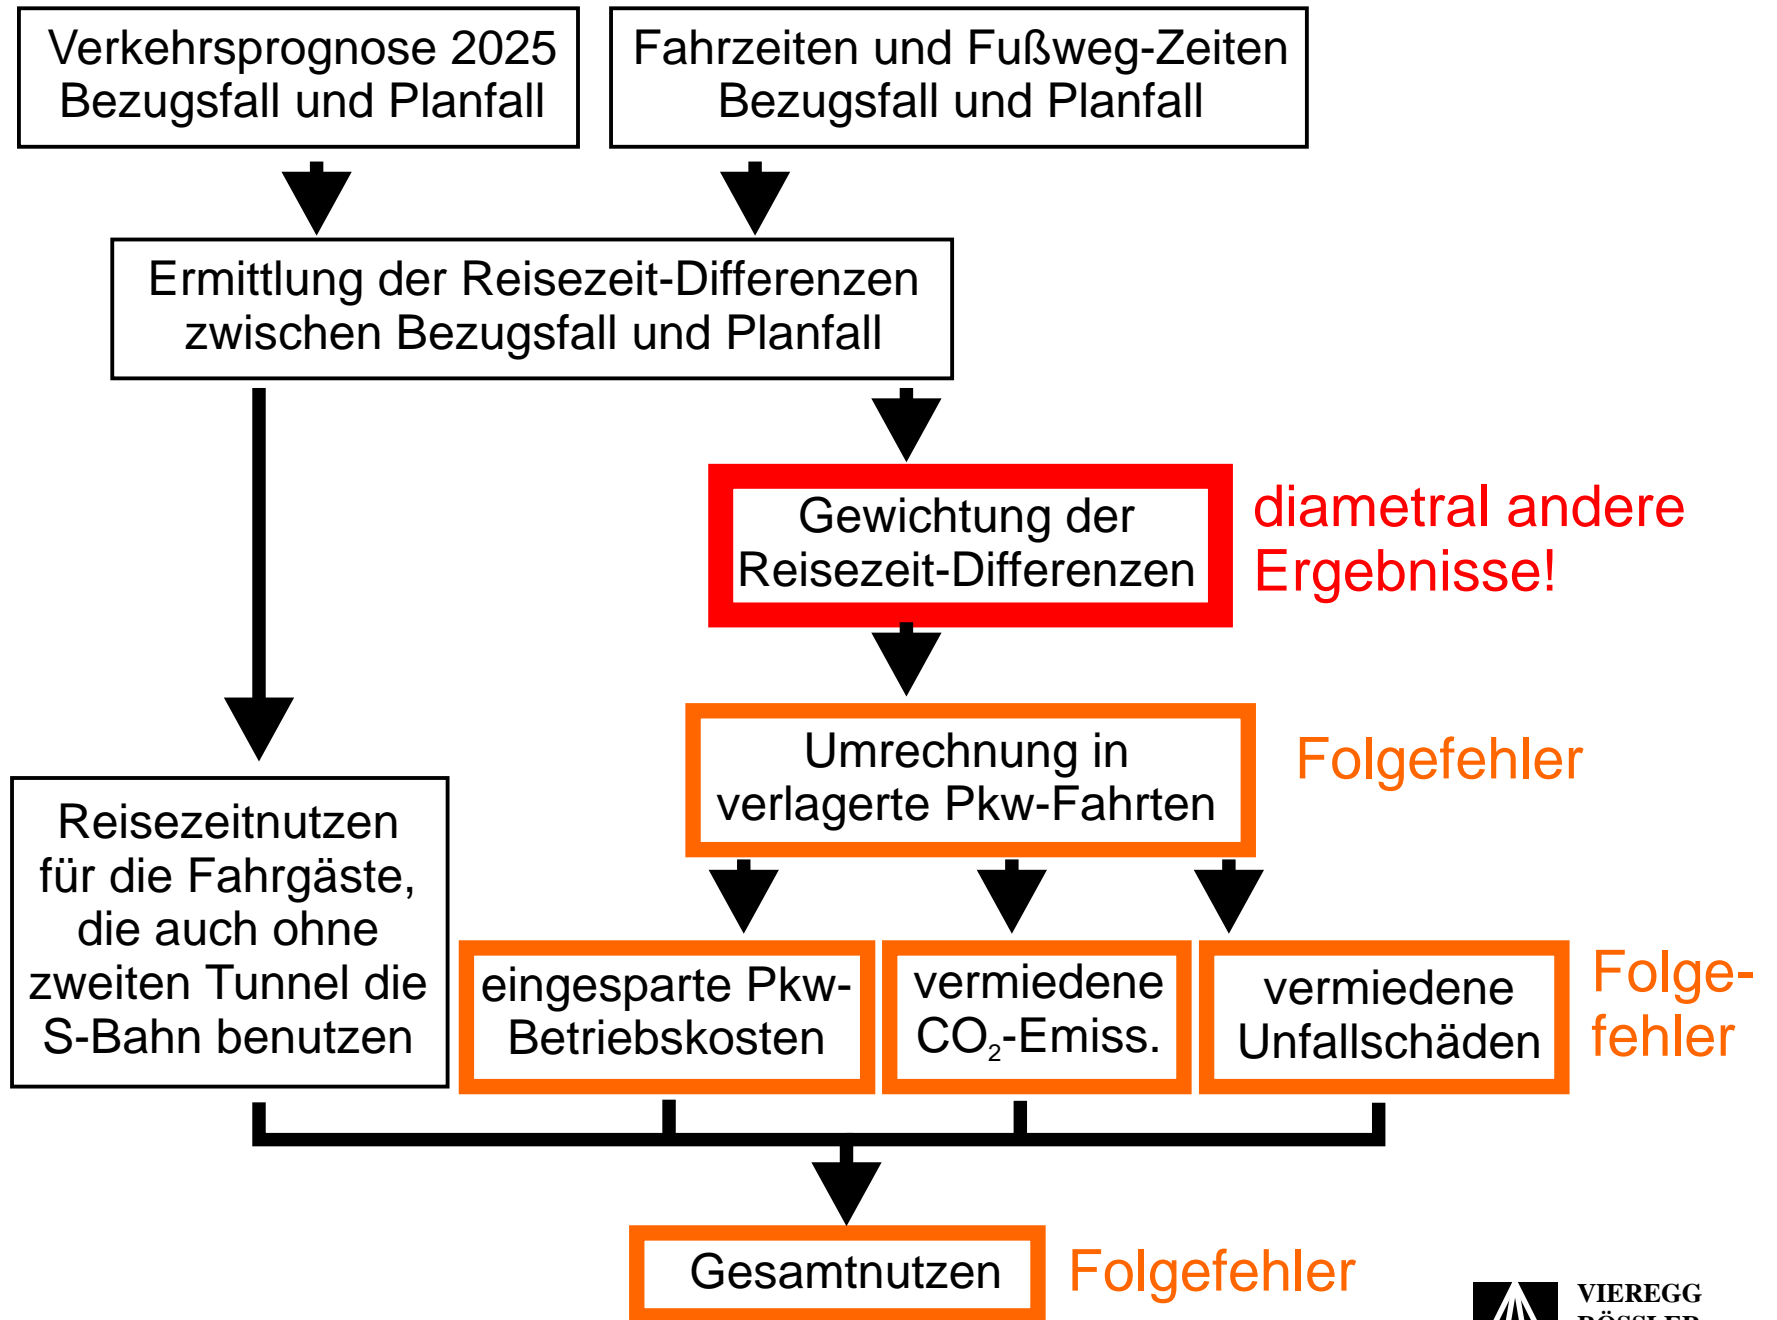 Verkehrsprognose 2025
Bezugsfall und Planfall
Fahrzeiten und Fußweg-Zeiten
Bezugsfall und Planfall
Ermittlung der Reisezeit-Differenzen
zwischen Bezugsfall und Planfall
Gewichtung der
Reisezeit-Differenzen
diametral andere
Ergebnisse!
Umrechnung in
verlagerte Pkw-Fahrten
Folgefehler
Reisezeitnutzen
für die Fahrgäste,
die auch ohne
zweiten Tunnel die
S-Bahn benutzen
eingesparte Pkw-
Betriebskosten
vermiedene
CO₂-Emiss.
vermiedene
Unfallschäden
Folge-
fehler
Gesamtnutzen
Folgefehler
VIEREGG
RÖSSLER